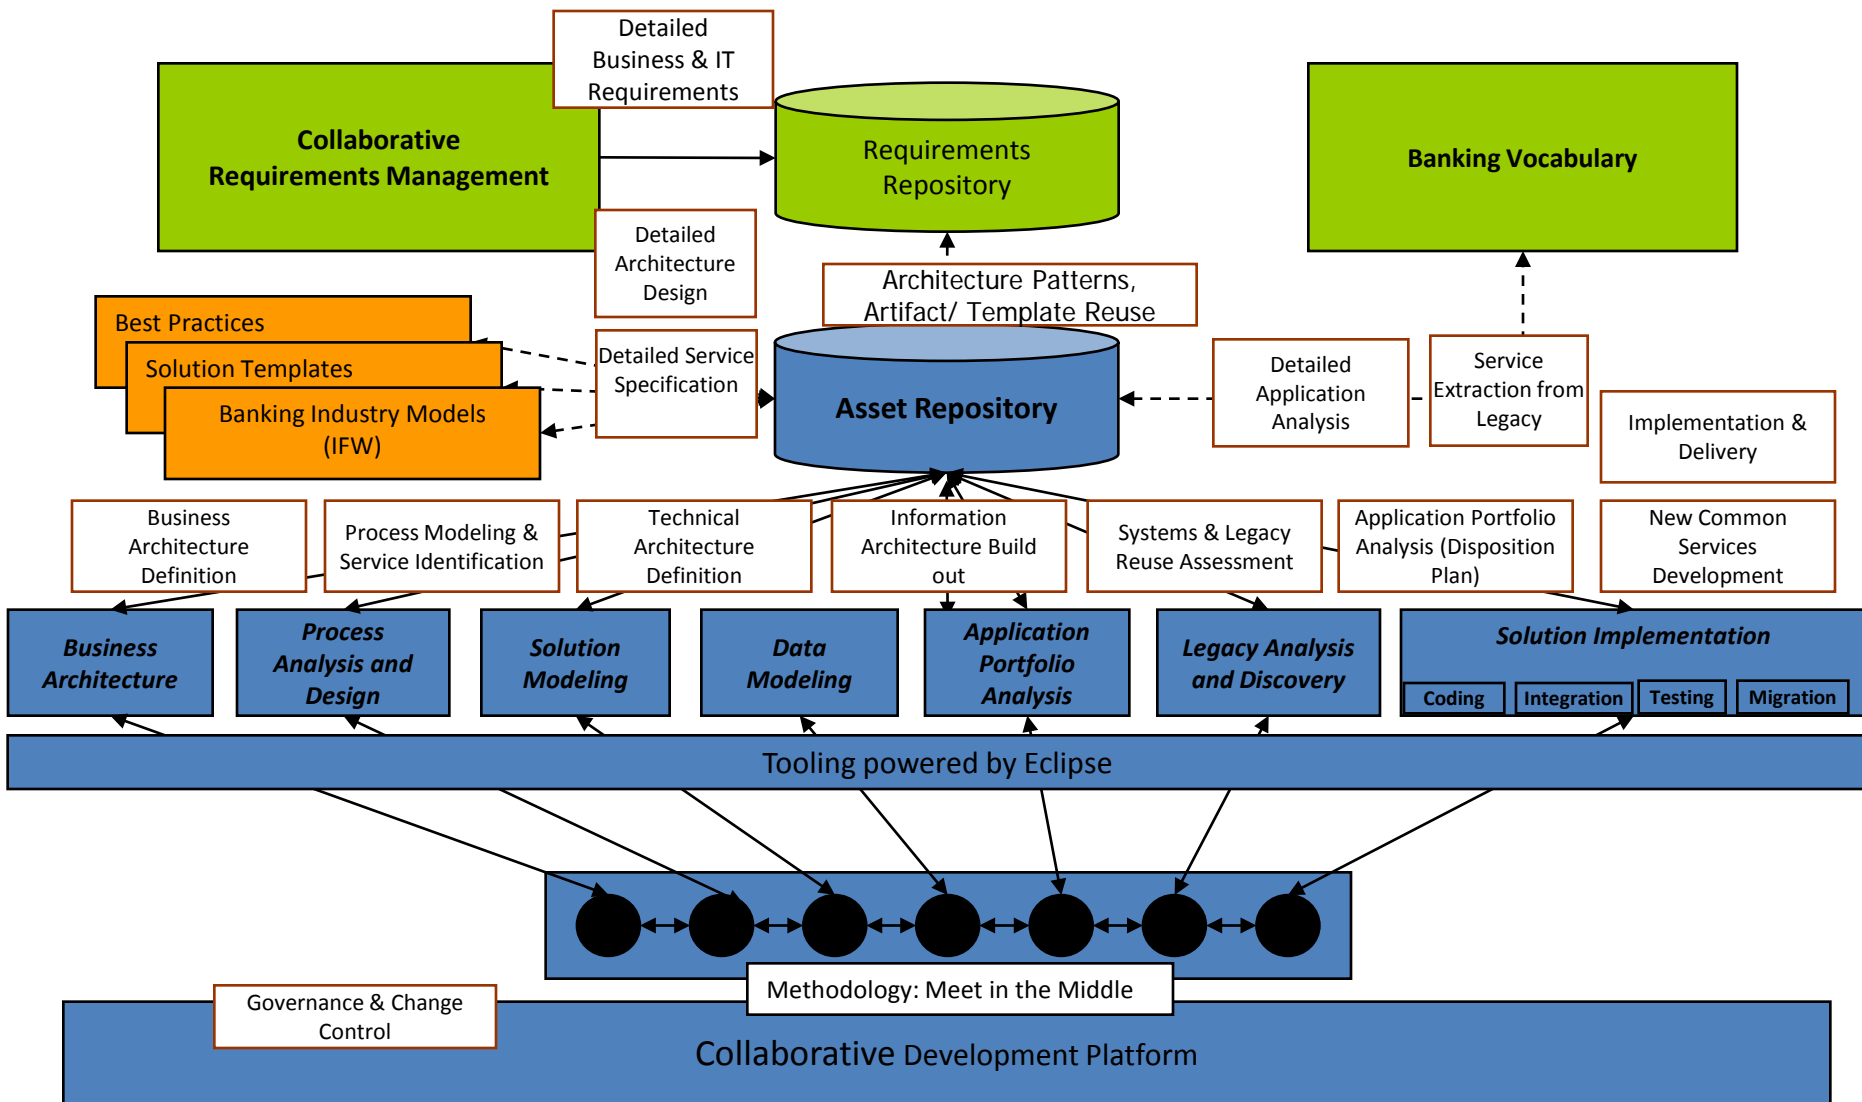 Detailed
Business & IT
Requirements
Collaborative
Requirements Management
Requirements
Repository
Banking Vocabulary
Detailed
Architecture
Design
Architecture Patterns,
Artifact/ Template Reuse
Best Practices
Solution Templates
Banking Industry Models
(IFW)
Detailed Service
Specification
Asset Repository
Detailed
Application
Analysis
Service
Extraction from
Legacy
Implementation &
Delivery
Business
Architecture
Definition
Process Modeling &
Service Identification
Technical
Architecture
Definition
Information
Architecture Build
out
Systems & Legacy
Reuse Assessment
Application Portfolio
Analysis (Disposition
Plan)
New Common
Services
Development
Business
Architecture
Process
Analysis and
Design
Solution
Modeling
Data
Modeling
Application
Portfolio
Analysis
Legacy Analysis
and Discovery
Solution Implementation
Coding
Integration
Testing
Migration
Tooling powered by Eclipse
Methodology: Meet in the Middle
Governance & Change
Control
Collaborative Development Platform